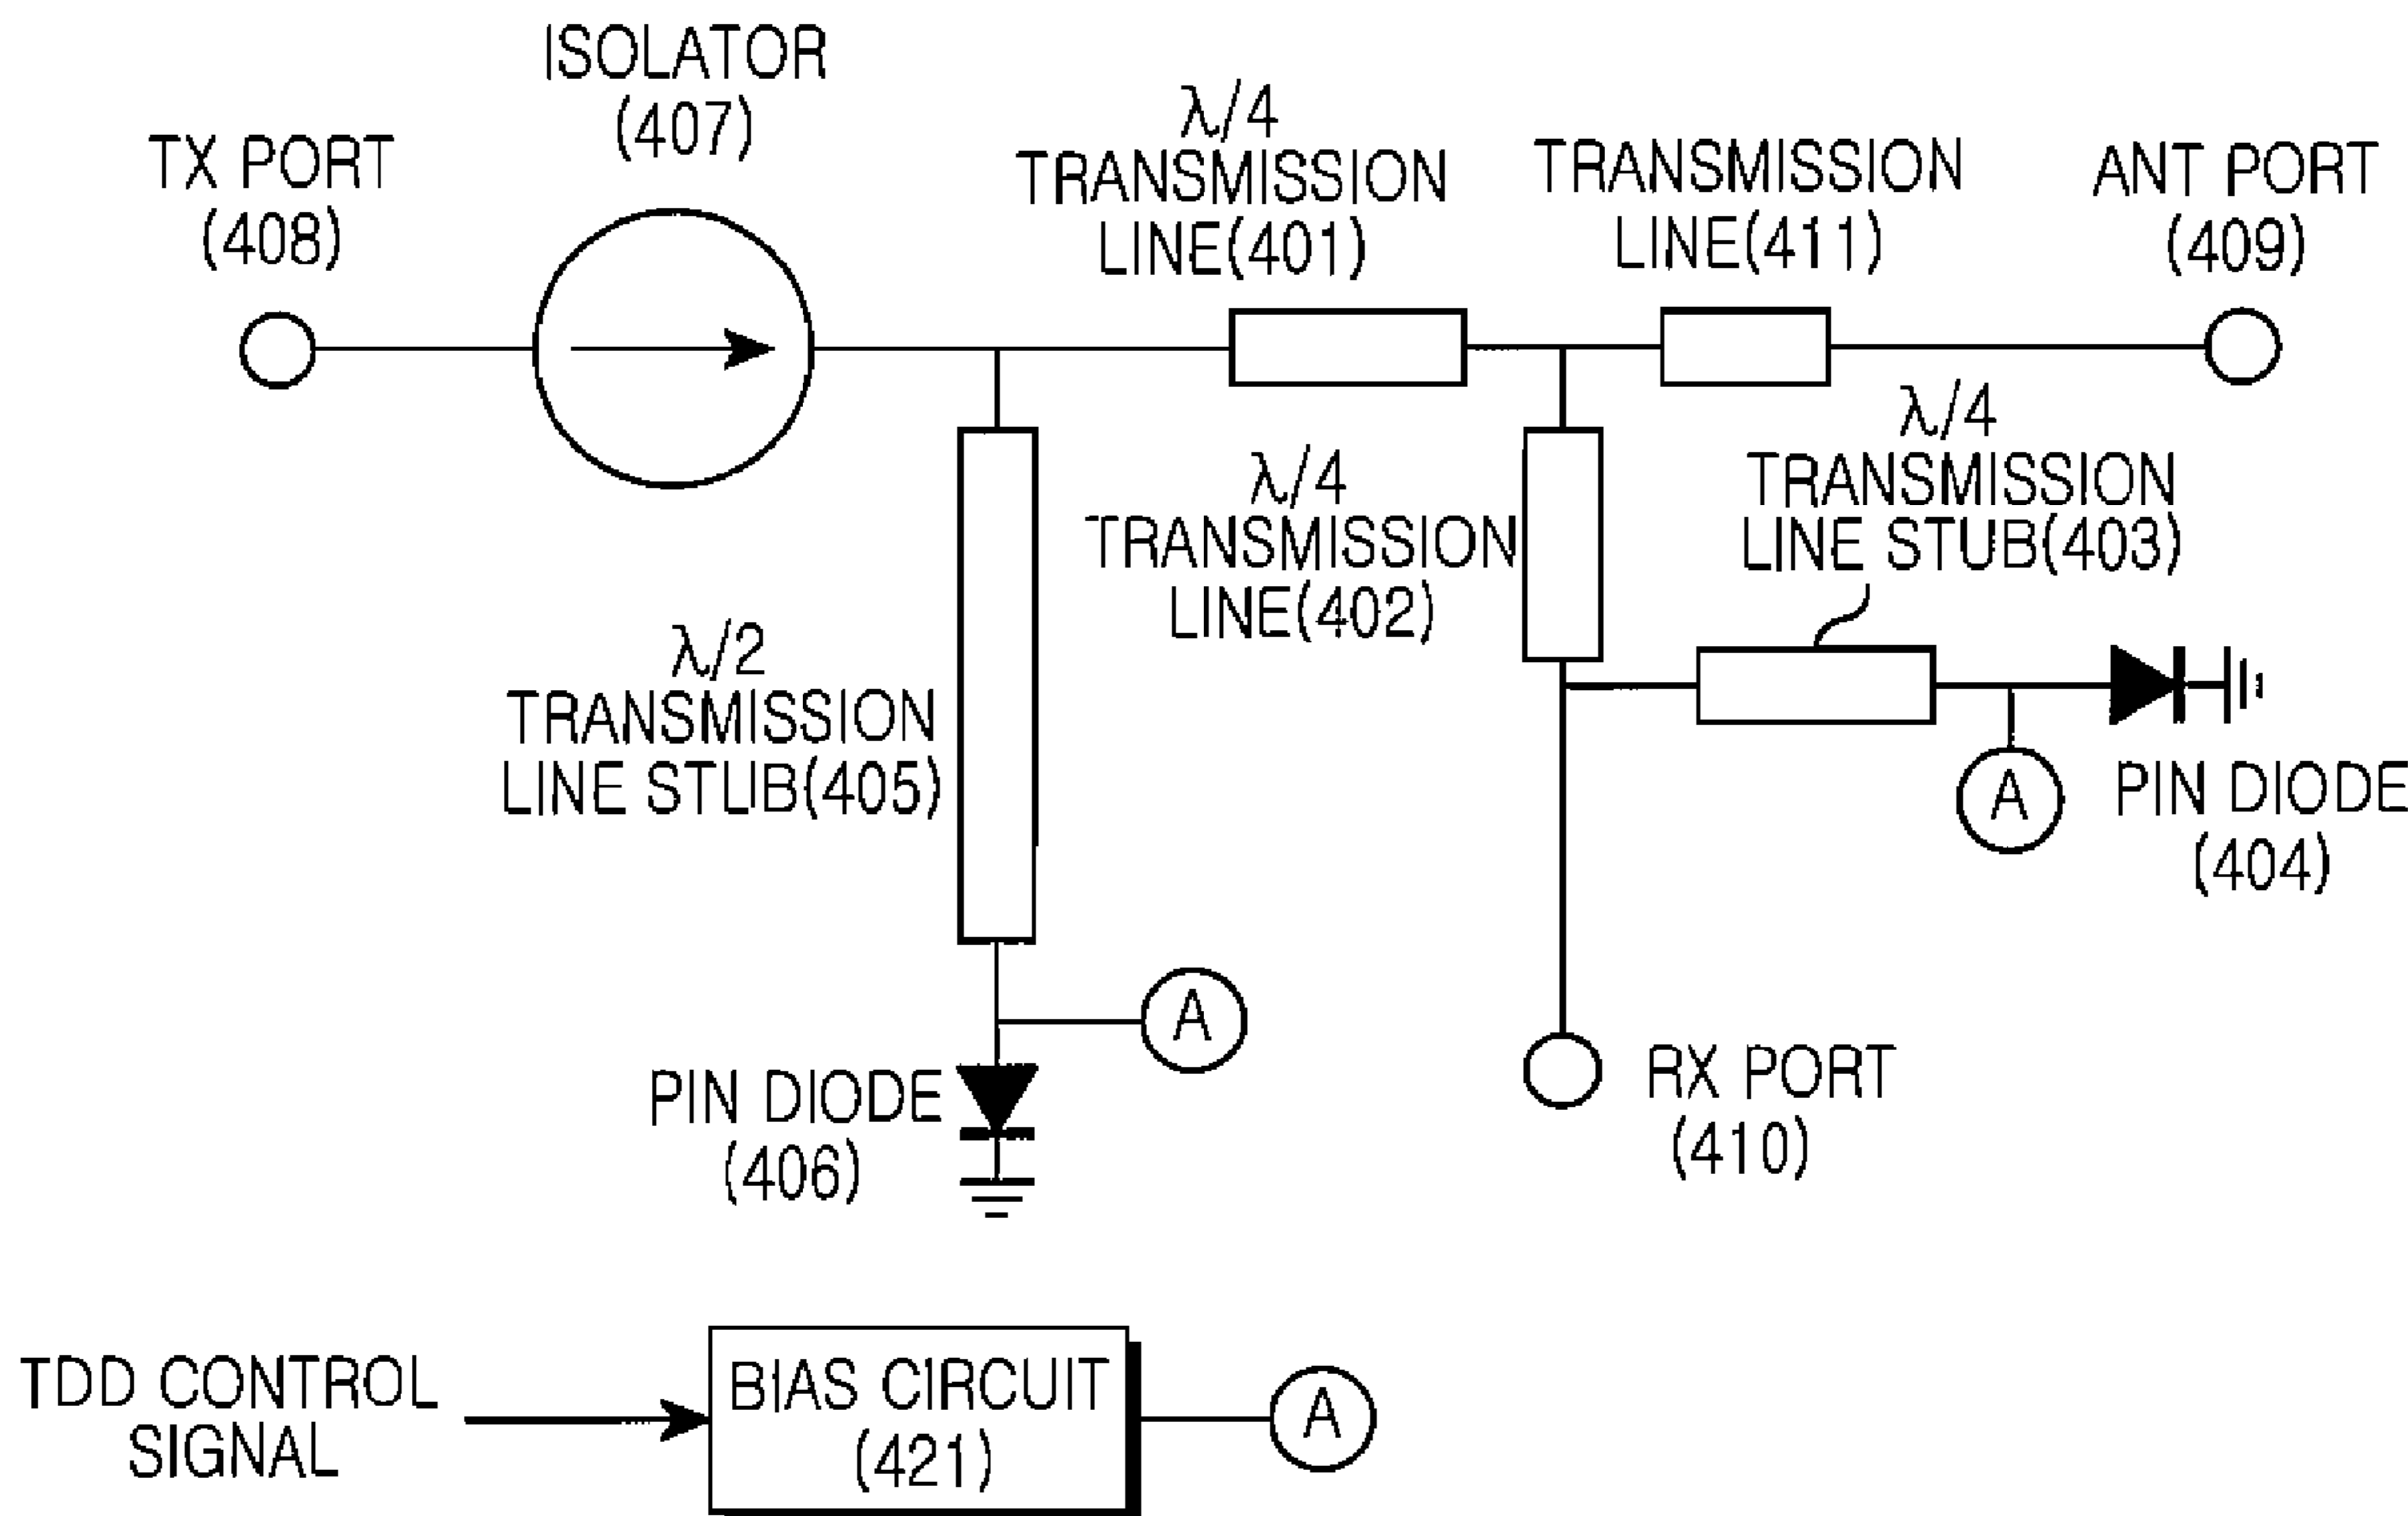 ISOLATOR
(407)
TX PORT
(408)
λ/4
TRANSMISSION
LINE(401)
TRANSMISSION
LINE(411)
ANT PORT
(409)
λ/4
TRANSMISSION
LINE(402)
λ/4
TRANSMISSION
LINE STUB(403)
λ/2
TRANSMISSION
LINE STUB(405)
A
PIN DIODE
(404)
A
PIN DIODE
(406)
RX PORT
(410)
TDD CONTROL
SIGNAL
BIAS CIRCUIT
(421)
A